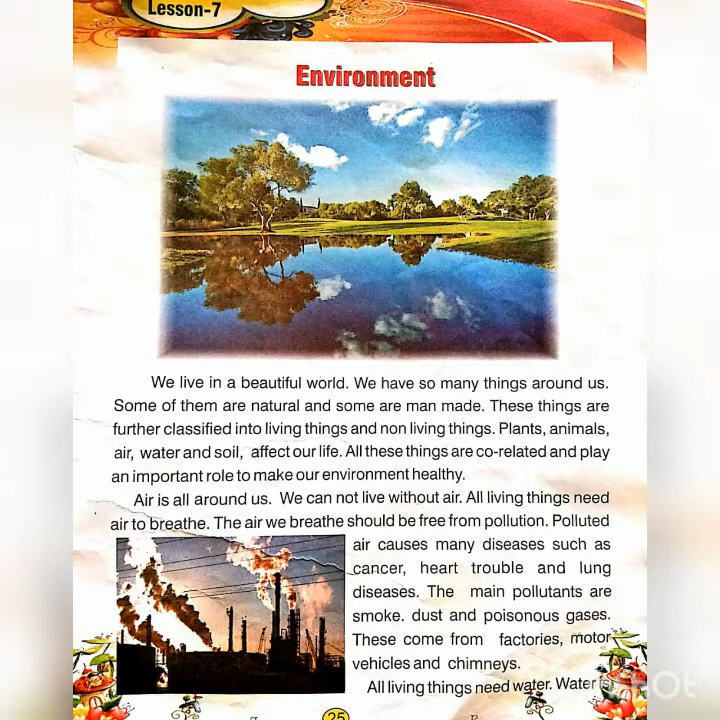 Lesson-7
Environment
We live in a beautiful world. We have so many things around us.
Some of them are natural and some are man made. These things are
further classified into living things and non living things. Plants, animals,
air, water and soil, affect our life. All these things are co-related and play
an important role to make our environment healthy.
Air is all around us. We can not live without air. All living things need
air to breathe. The air we breathe should be free from pollution. Polluted
air causes many diseases such as
cancer, heart trouble and lung
diseases. The main pollutants are
smoke. dust and poisonous gases.
These come from factories, motor
vehicles and chimneys.
All living things need water. Water is
25